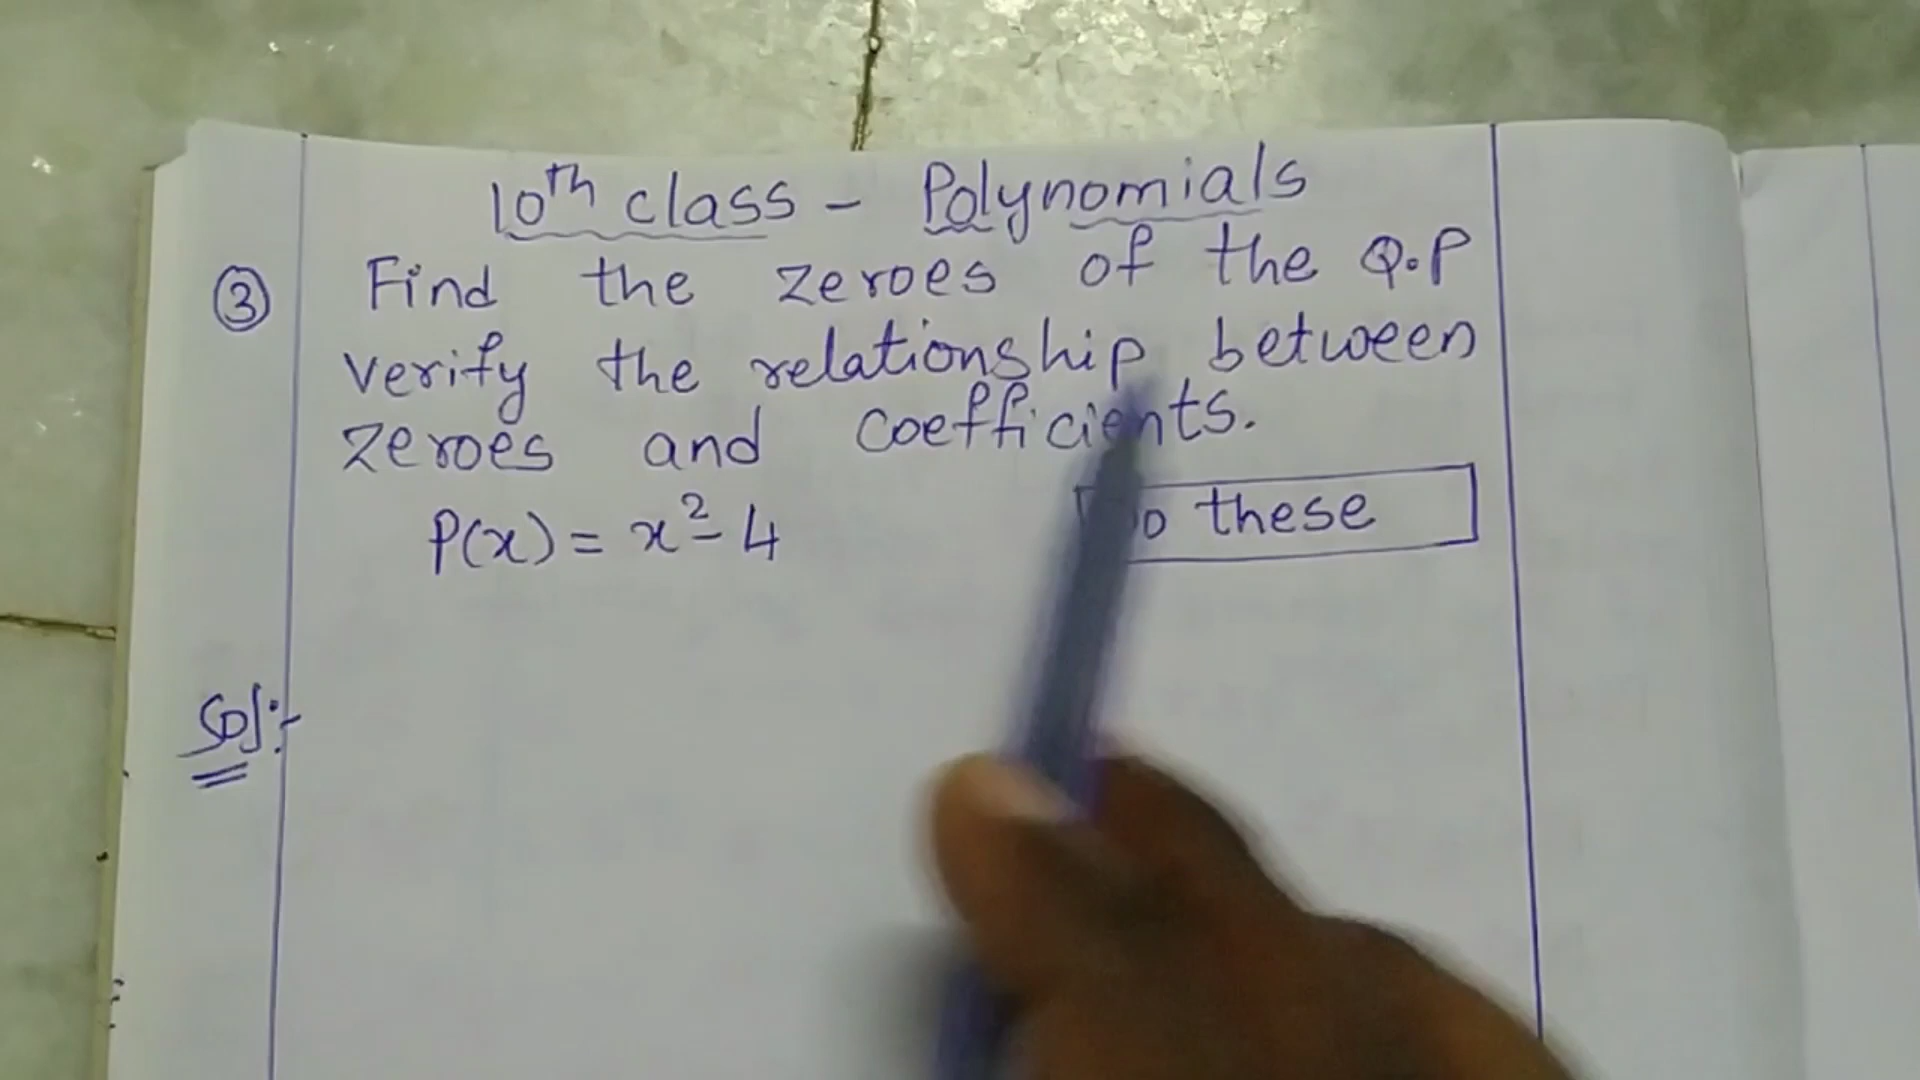 10th class - Polynomials
③ Find the zeroes of the Q.P
verify the relationship between
zeroes and coefficients.
P(x) = x² - 4
Do these
Sol:-